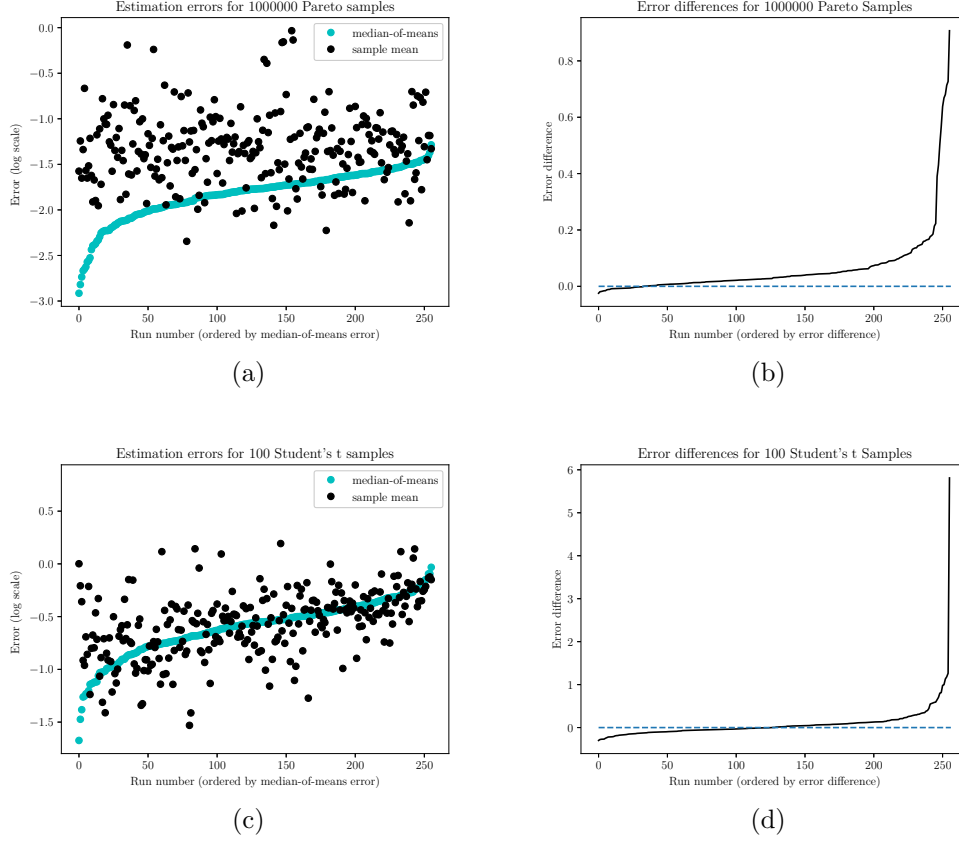 Estimation errors for 1000000 Pareto samples
median-of-means
sample mean
Error (log scale)
0.0
−0.5
−1.0
−1.5
−2.0
−2.5
−3.0
0 50 100 150 200 250
Run number (ordered by median-of-means error)
(a)
Error differences for 1000000 Pareto Samples
Error difference
0.8
0.6
0.4
0.2
0.0
0 50 100 150 200 250
Run number (ordered by error difference)
(b)
Estimation errors for 100 Student's t samples
median-of-means
sample mean
Error (log scale)
0.5
0.0
−0.5
−1.0
−1.5
0 50 100 150 200 250
Run number (ordered by median-of-means error)
(c)
Error differences for 100 Student's t Samples
Error difference
6
5
4
3
2
1
0
0 50 100 150 200 250
Run number (ordered by error difference)
(d)